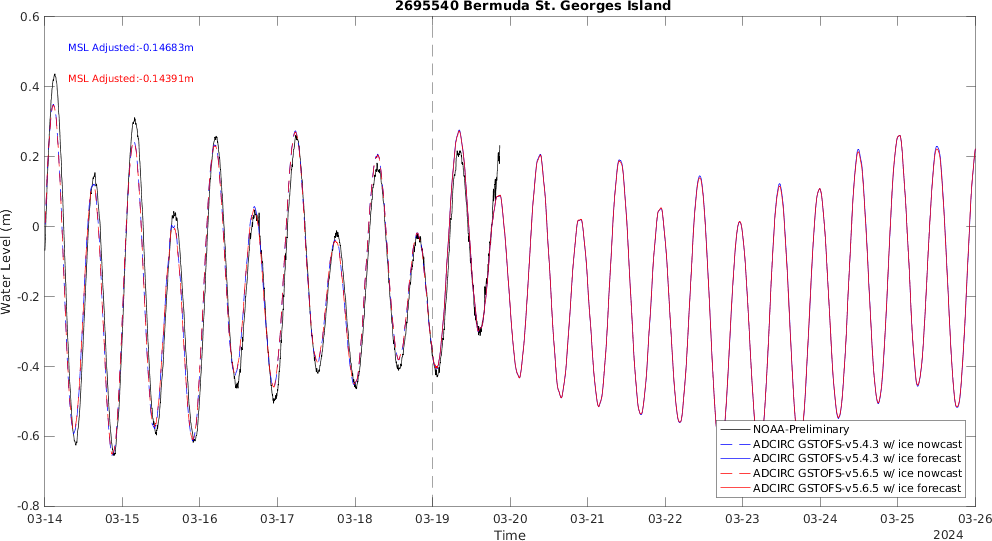 2695540 Bermuda St. Georges Island
MSL Adjusted:-0.14683m
MSL Adjusted:-0.14391m
Water Level (m)
0.6
0.4
0.2
0
-0.2
-0.4
-0.6
-0.8
NOAA-Preliminary
ADCIRC GSTOFS-v5.4.3 w/ ice nowcast
ADCIRC GSTOFS-v5.4.3 w/ ice forecast
ADCIRC GSTOFS-v5.6.5 w/ ice nowcast
ADCIRC GSTOFS-v5.6.5 w/ ice forecast
03-14 03-15 03-16 03-17 03-18 03-19 03-20 03-21 03-22 03-23 03-24 03-25 03-26
Time
2024